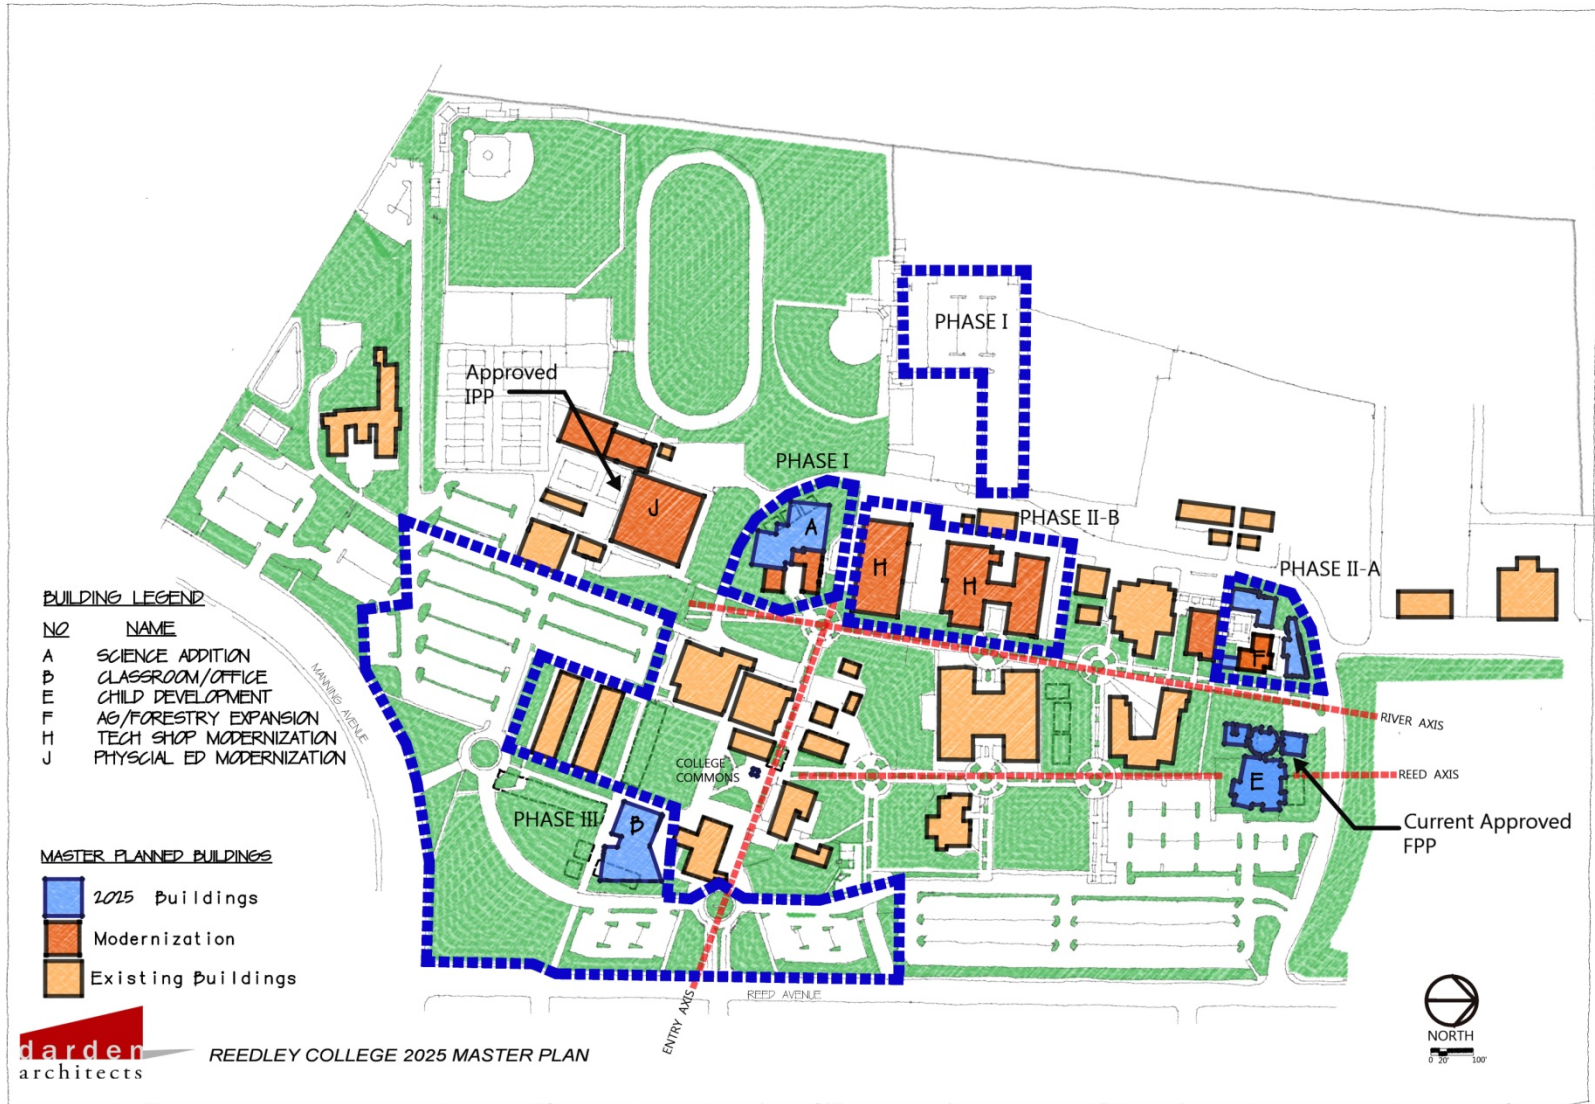 PHASE I
Approved
IPP
PHASE I
PHASE II-B
PHASE II-A
J
A
H
H
F
BUILDING LEGEND
NO NAME
A SCIENCE ADDITION
B CLASSROOM/OFFICE
E CHILD DEVELOPMENT
F AG/FORESTRY EXPANSION
H TECH SHOP MODERNIZATION
J PHYSCIAL ED MODERNIZATION
MANNING AVENUE
RIVER AXIS
COLLEGE
COMMONS
REED AXIS
E
PHASE III
B
Current Approved
FPP
MASTER PLANNED BUILDINGS
2025 Buildings
Modernization
Existing Buildings
REED AVENUE
ENTRY AXIS
NORTH
0 20' 100'
darden
architects
REEDLEY COLLEGE 2025 MASTER PLAN